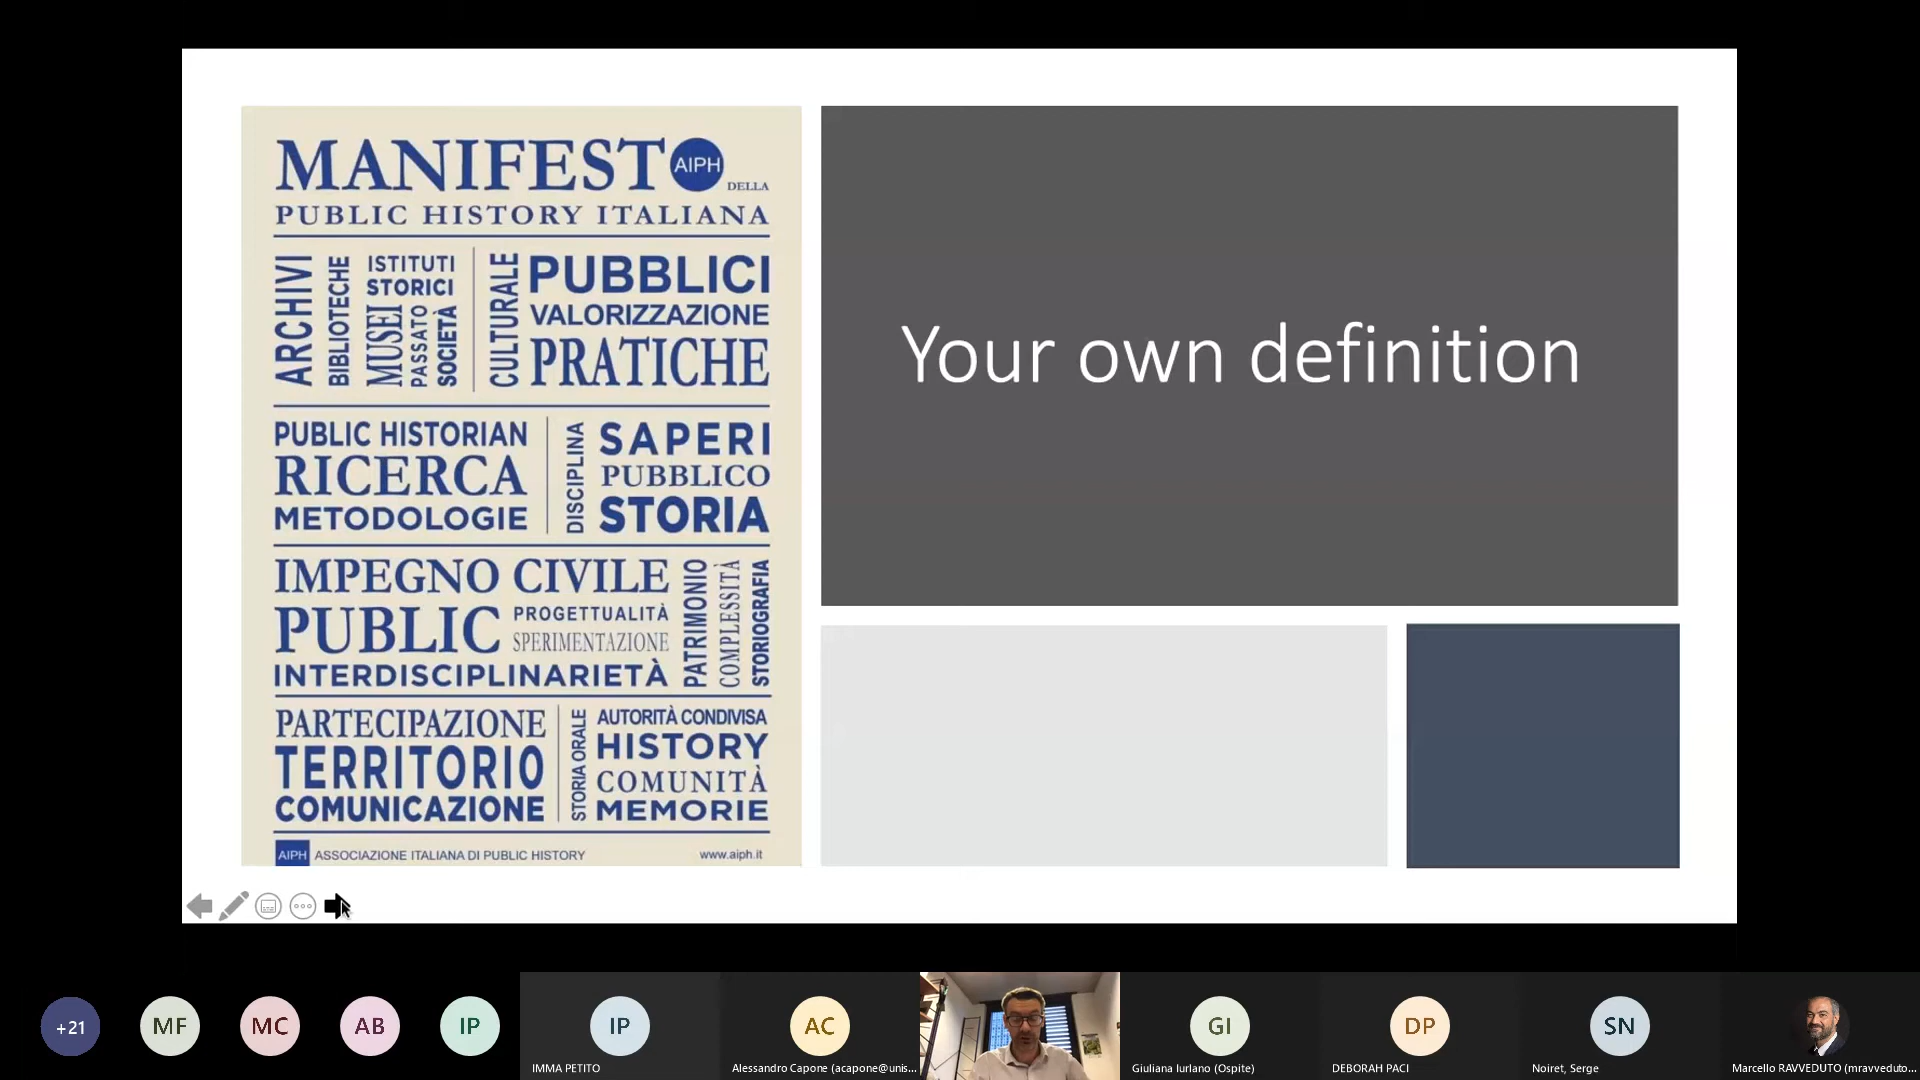 MANIFESTO
AIPH
DELLA
PUBLIC HISTORY ITALIANA
ARCHIVI
BIBLIOTECHE
ISTITUTI
STORICI
MUSEI
PASSATO
SOCIETÀ
CULTURALE
PUBBLICI
VALORIZZAZIONE
PRATICHE
PUBLIC HISTORIAN
RICERCA
METODOLOGIE
DISCIPLINA
SAPERI
PUBBLICO
STORIA
IMPEGNO CIVILE
PUBLIC
PROGETTUALITÀ
SPERIMENTAZIONE
INTERDISCIPLINARIETÀ
PATRIMONIO
COMPLESSITÀ
STORIOGRAFIA
PARTECIPAZIONE
TERRITORIO
COMUNICAZIONE
STORIA ORALE
AUTORITÀ CONDIVISA
HISTORY
COMUNITÀ
MEMORIE
AIPH ASSOCIAZIONE ITALIANA DI PUBLIC HISTORY www.aiph.it
Your own definition
+21
MF
MC
AB
IP
IP
IMMA PETITO
AC
Alessandro Capone (acapone@unis...
GI
Giuliana Iurlano (Ospite)
DP
DEBORAH PACI
SN
Noiret, Serge
Marcello RAVVEDUTO (mravveduto...